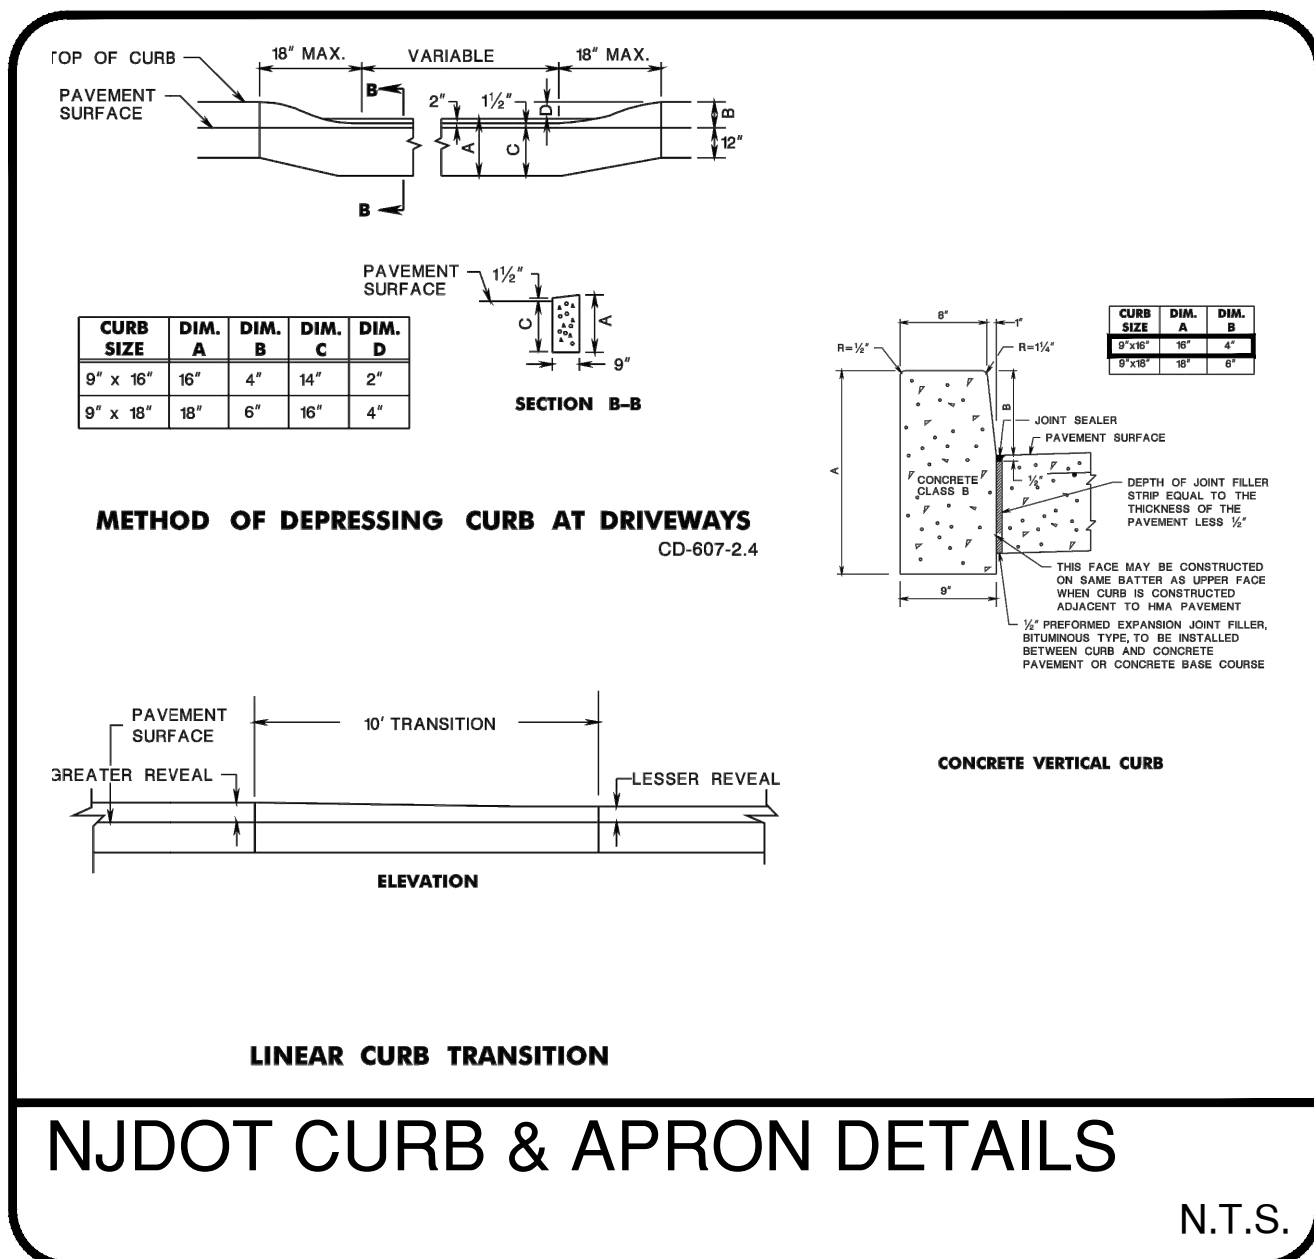 TOP OF CURB
18" MAX.
VARIABLE
18" MAX.
PAVEMENT
SURFACE
B
2"
1½"
D
B
A
C
12"
B
PAVEMENT
SURFACE
1½"
C
A
9"
SECTION B-B
CURB SIZE DIM. A DIM. B DIM. C DIM. D
9" x 16" 16" 4" 14" 2"
9" x 18" 18" 6" 16" 4"
METHOD OF DEPRESSING CURB AT DRIVEWAYS
CD-607-2.4
CURB SIZE DIM. A DIM. B
9"x16" 16" 4"
9"x18" 18" 6"
8"
1"
R=½"
R=1¼"
B
A
JOINT SEALER
PAVEMENT SURFACE
½"
CONCRETE
CLASS B
DEPTH OF JOINT FILLER
STRIP EQUAL TO THE
THICKNESS OF THE
PAVEMENT LESS ½"
THIS FACE MAY BE CONSTRUCTED
ON SAME BATTER AS UPPER FACE
WHEN CURB IS CONSTRUCTED
ADJACENT TO HMA PAVEMENT
9"
½" PREFORMED EXPANSION JOINT FILLER,
BITUMINOUS TYPE, TO BE INSTALLED
BETWEEN CURB AND CONCRETE
PAVEMENT OR CONCRETE BASE COURSE
CONCRETE VERTICAL CURB
PAVEMENT
SURFACE
10' TRANSITION
GREATER REVEAL
LESSER REVEAL
ELEVATION
LINEAR CURB TRANSITION
NJDOT CURB & APRON DETAILS
N.T.S.